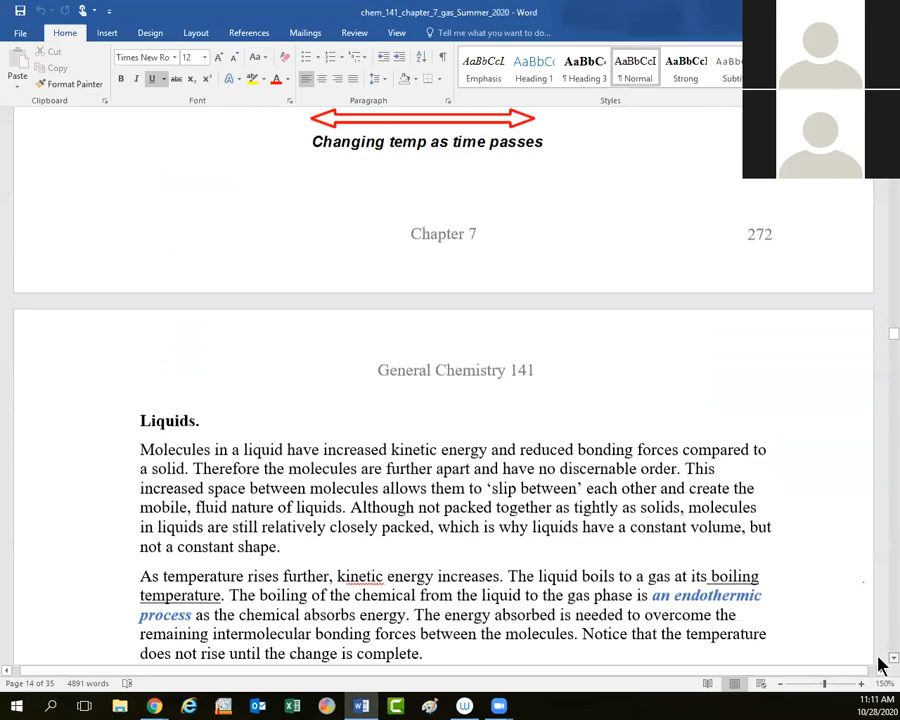 chem_141_chapter_7_gas_Summer_2020 - Word
File Home Insert Design Layout References Mailings Review View Tell me what you want to do...
Cut
Copy
Paste
Format Painter
Times New Ro 12 Aa
B I U abc x₂ x² A A
AaBbCcL AaBbCc AaBbCc AaBbCcI AaBbCcI AaBbC
Emphasis Heading 1 ¶ Heading 3 ¶ Normal Strong Subti
Clipboard Font Paragraph Styles
Changing temp as time passes
Chapter 7 272
General Chemistry 141
Liquids.
Molecules in a liquid have increased kinetic energy and reduced bonding forces compared to
a solid. Therefore the molecules are further apart and have no discernable order. This
increased space between molecules allows them to ‘slip between’ each other and create the
mobile, fluid nature of liquids. Although not packed together as tightly as solids, molecules
in liquids are still relatively closely packed, which is why liquids have a constant volume, but
not a constant shape.
As temperature rises further, kinetic energy increases. The liquid boils to a gas at its boiling
temperature. The boiling of the chemical from the liquid to the gas phase is an endothermic
process as the chemical absorbs energy. The energy absorbed is needed to overcome the
remaining intermolecular bonding forces between the molecules. Notice that the temperature
does not rise until the change is complete.
Page 14 of 35 4891 words 150%
11:11 AM
10/28/2020